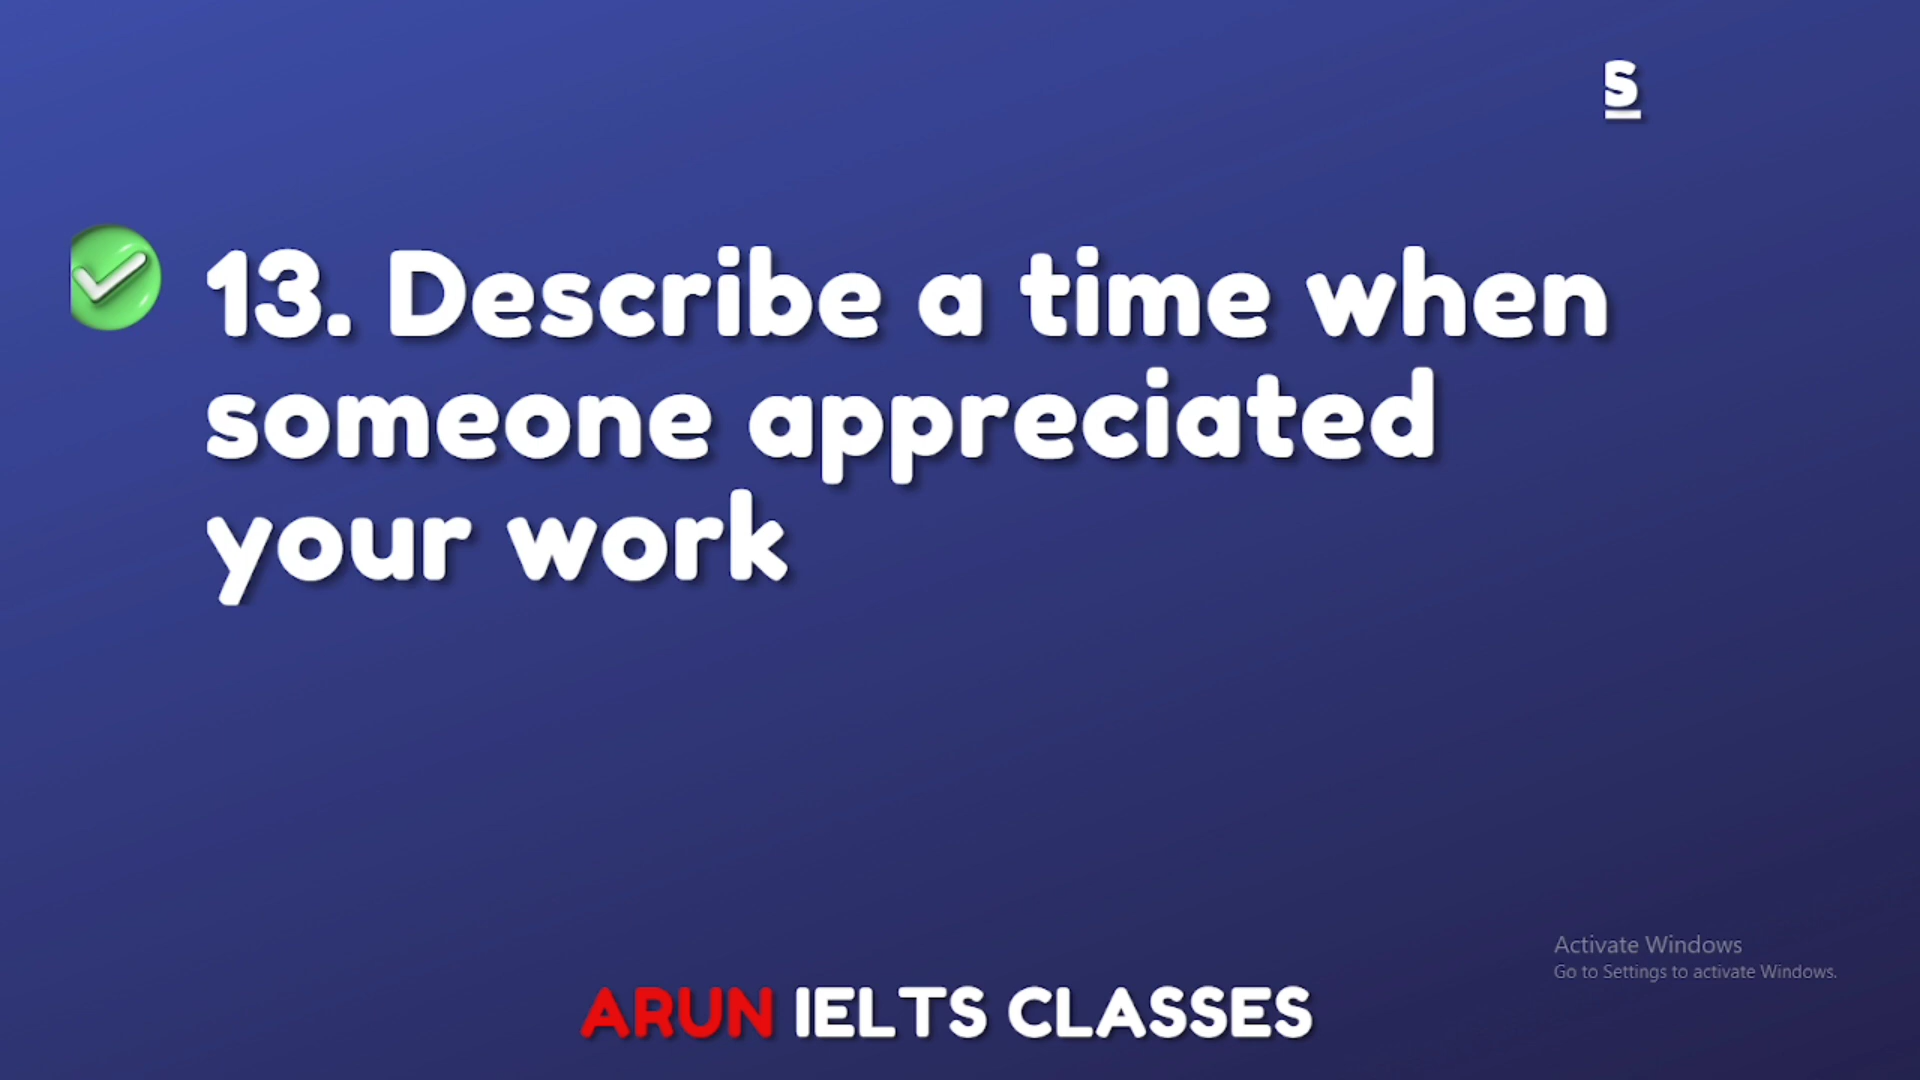 S
13. Describe a time when
someone appreciated
your work
Activate Windows
Go to Settings to activate Windows.
ARUN IELTS CLASSES